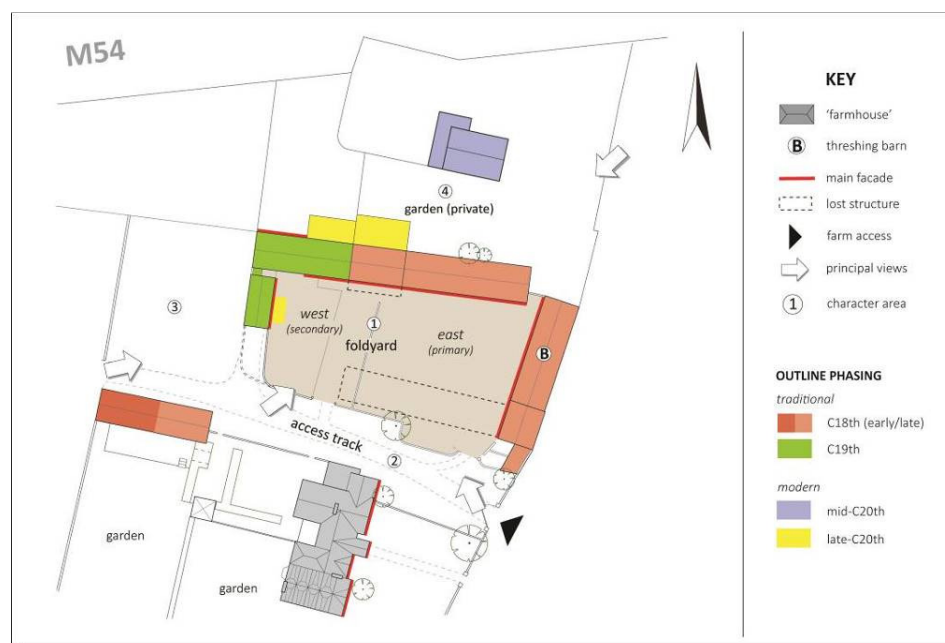 M54
4
garden (private)
3
west
(secondary)
1
foldyard
east
(primary)
B
access track
2
garden
garden
KEY
'farmhouse'
B threshing barn
main facade
lost structure
farm access
principal views
1 character area
OUTLINE PHASING
traditional
C18th (early/late)
C19th
modern
mid-C20th
late-C20th